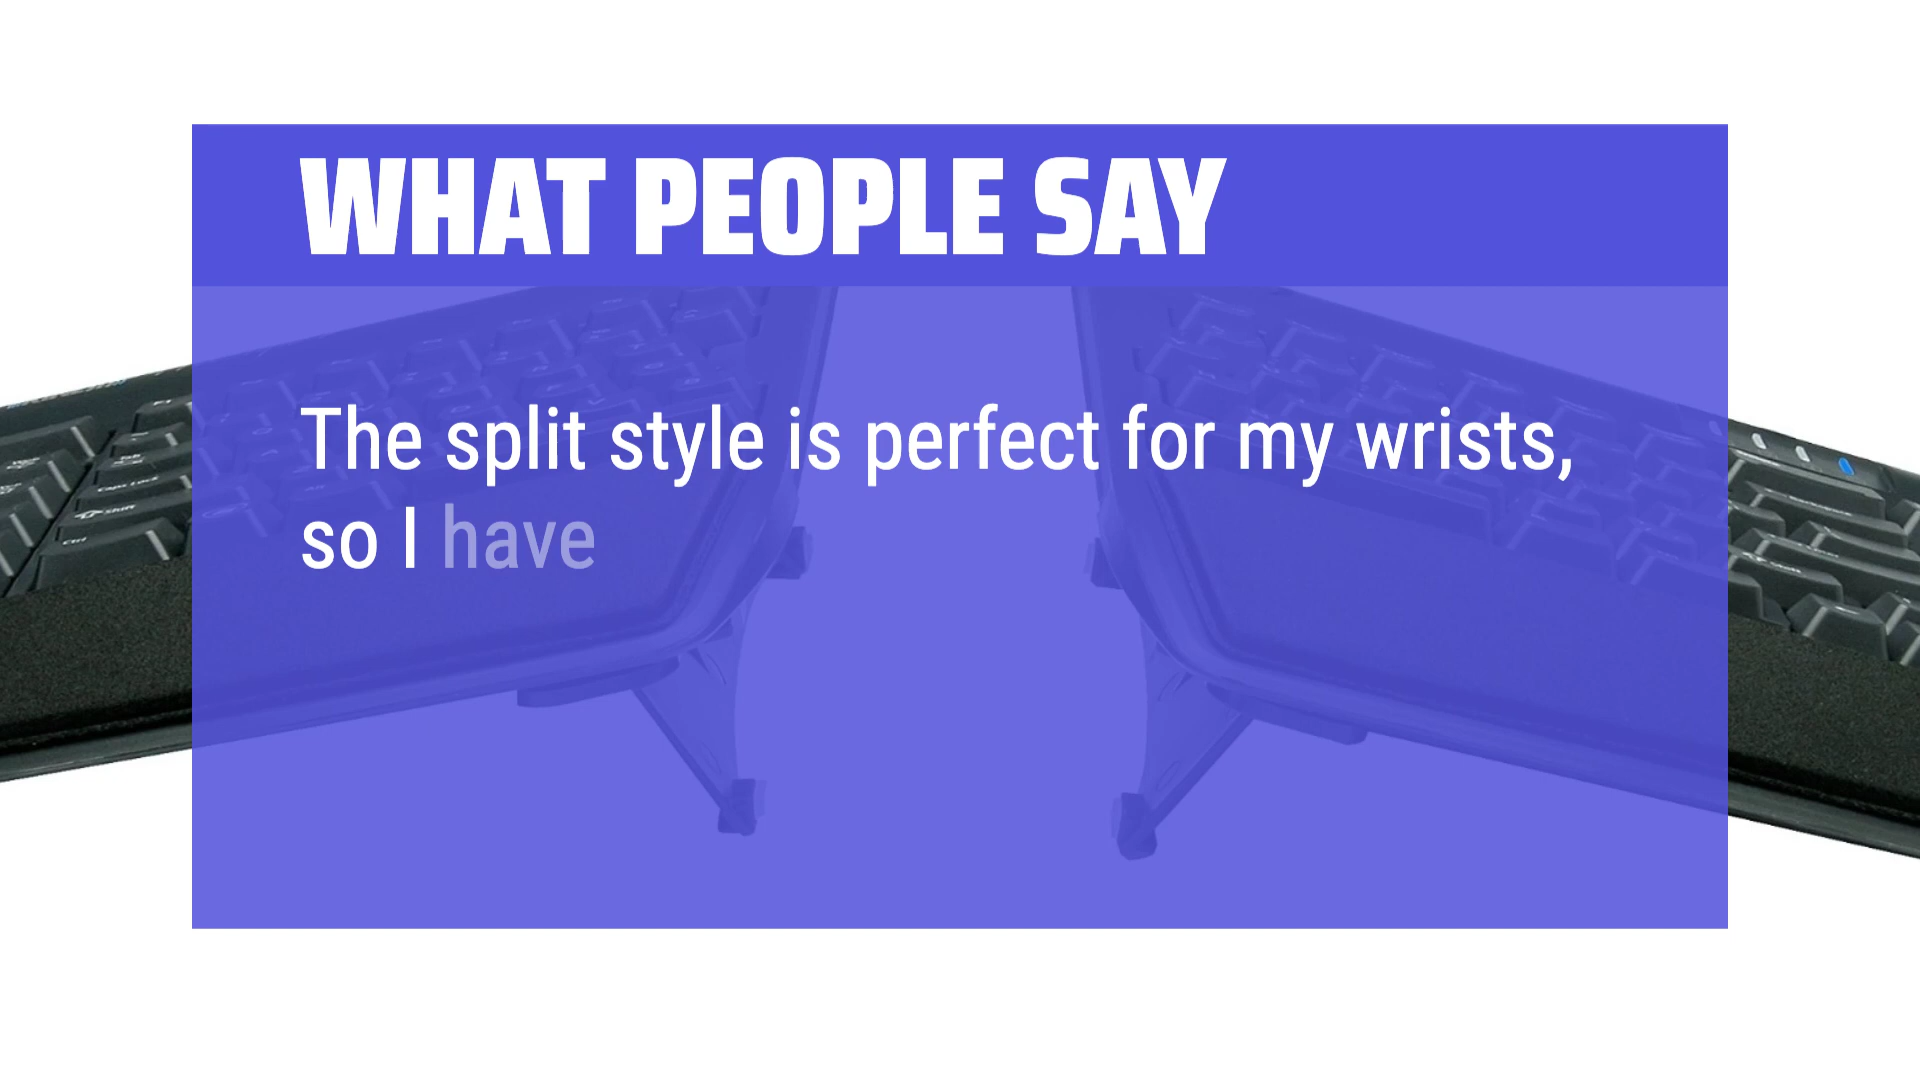 WHAT PEOPLE SAY
The split style is perfect for my wrists,
so I have